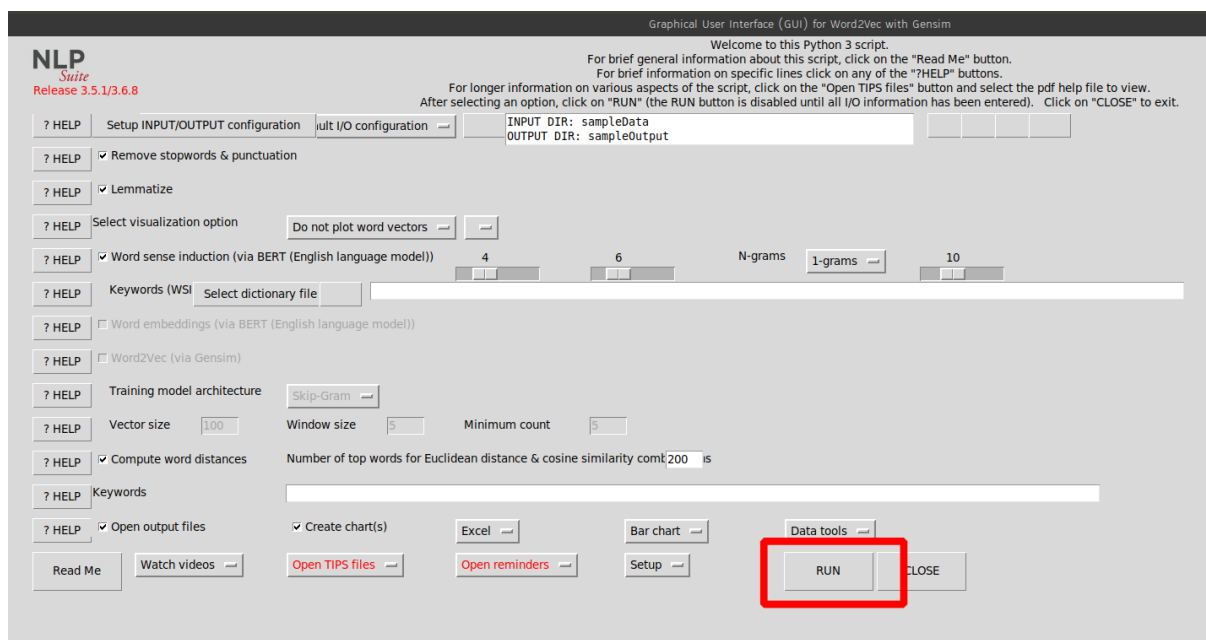 Graphical User Interface (GUI) for Word2Vec with Gensim
NLP
Suite
Release 3.5.1/3.6.8
Welcome to this Python 3 script.
For brief general information about this script, click on the "Read Me" button.
For brief information on specific lines click on any of the "?HELP" buttons.
For longer information on various aspects of the script, click on the "Open TIPS files" button and select the pdf help file to view.
After selecting an option, click on "RUN" (the RUN button is disabled until all I/O information has been entered). Click on "CLOSE" to exit.
? HELP Setup INPUT/OUTPUT configuration ult I/O configuration INPUT DIR: sampleData
OUTPUT DIR: sampleOutput
? HELP Remove stopwords & punctuation
? HELP Lemmatize
? HELP Select visualization option Do not plot word vectors
? HELP Word sense induction (via BERT (English language model)) 4 6 N-grams 1-grams 10
? HELP Keywords (WSI Select dictionary file
? HELP Word embeddings (via BERT (English language model))
? HELP Word2Vec (via Gensim)
? HELP Training model architecture Skip-Gram
? HELP Vector size 100 Window size 5 Minimum count 5
? HELP Compute word distances Number of top words for Euclidean distance & cosine similarity comb 200 ns
? HELP Keywords
? HELP Open output files Create chart(s) Excel Bar chart Data tools
Read Me Watch videos Open TIPS files Open reminders Setup RUN CLOSE